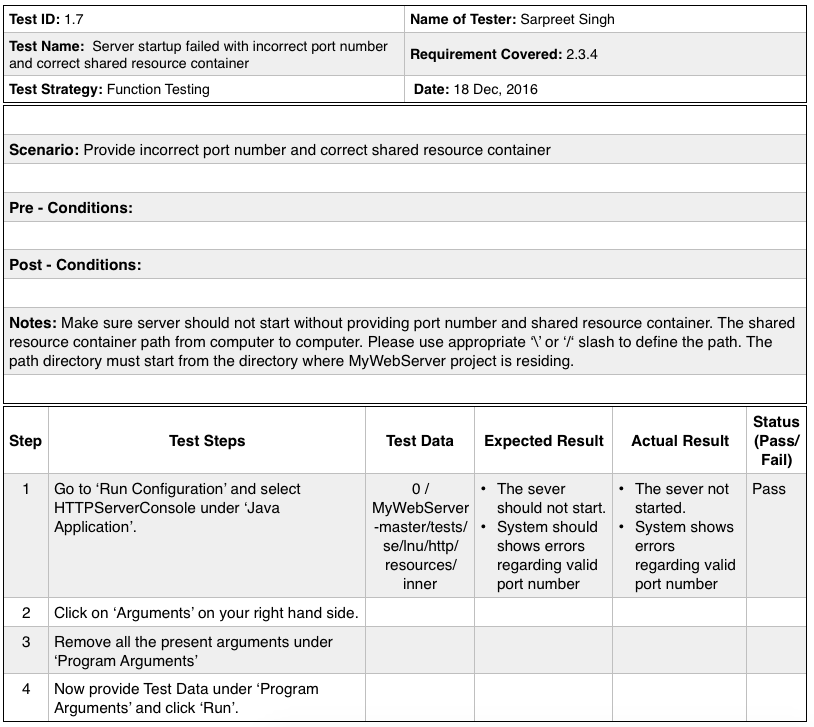 Test ID: 1.7
Name of Tester: Sarpreet Singh
Test Name:  Server startup failed with incorrect port number
and correct shared resource container
Requirement Covered: 2.3.4
Test Strategy: Function Testing
Date: 18 Dec, 2016
Scenario: Provide incorrect port number and correct shared resource container
Pre - Conditions:
Post - Conditions:
Notes: Make sure server should not start without providing port number and shared resource container. The shared
resource container path from computer to computer. Please use appropriate ‘\’ or ‘/‘ slash to define the path. The
path directory must start from the directory where MyWebServer project is residing.
Step
Test Steps
Test Data
Expected Result
Actual Result
Status
(Pass/
Fail)
1
Go to ‘Run Configuration’ and select
HTTPServerConsole under ‘Java
Application’.
0 /
MyWebServer
-master/tests/
se/lnu/http/
resources/
inner
• The sever
should not start.
• System should
shows errors
regarding valid
port number
• The sever not
started.
• System shows
errors
regarding valid
port number
Pass
2
Click on ‘Arguments’ on your right hand side.
3
Remove all the present arguments under
‘Program Arguments’
4
Now provide Test Data under ‘Program
Arguments’ and click ‘Run’.